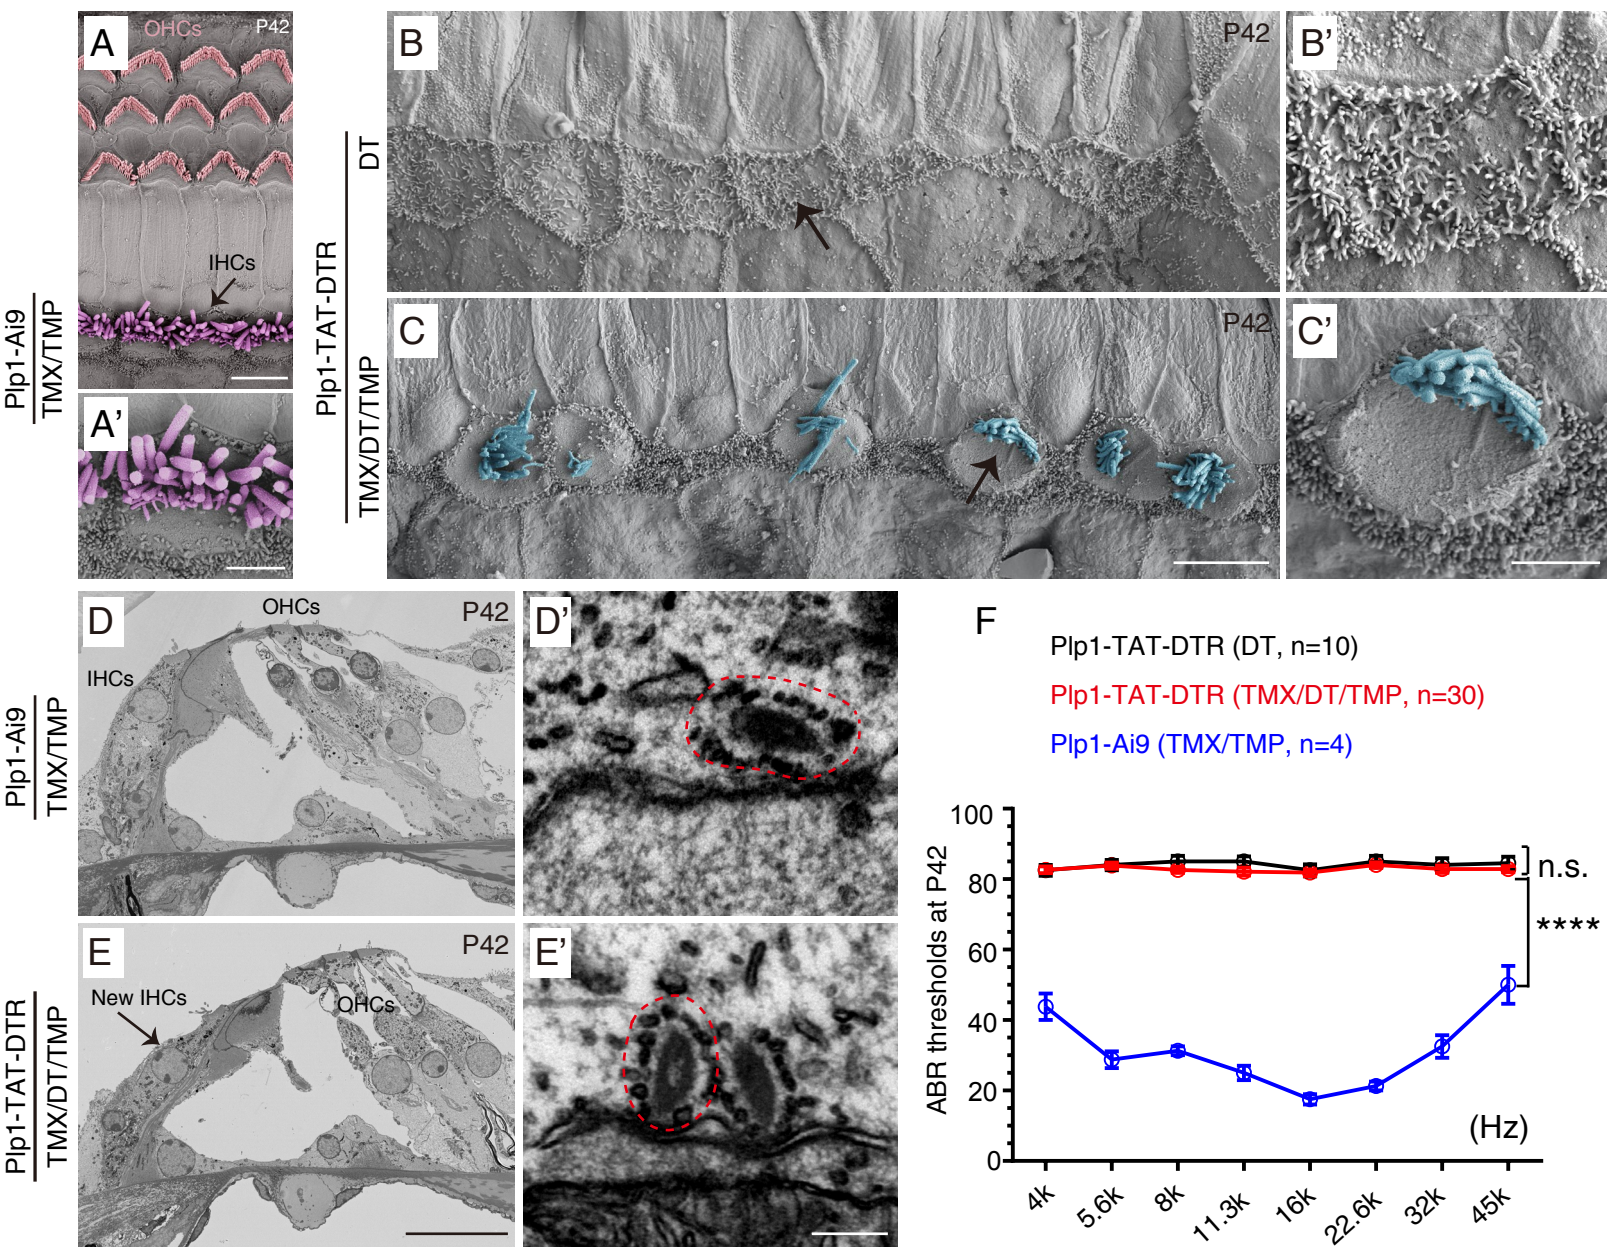 A
OHCs
P42
IHCs
A'
Plp1-Ai9
TMX/TMP
B
P42
B'
DT
C
P42
C'
Plp1-TAT-DTR
TMX/DT/TMP
D
OHCs
P42
IHCs
D'
Plp1-Ai9
TMX/TMP
E
P42
New IHCs
OHCs
E'
Plp1-TAT-DTR
TMX/DT/TMP
F
Plp1-TAT-DTR (DT, n=10)
Plp1-TAT-DTR (TMX/DT/TMP, n=30)
Plp1-Ai9 (TMX/TMP, n=4)
ABR thresholds at P42
100
80
60
40
20
0
n.s.
****
(Hz)
4k
5.6k
8k
11.3k
16k
22.6k
32k
45k